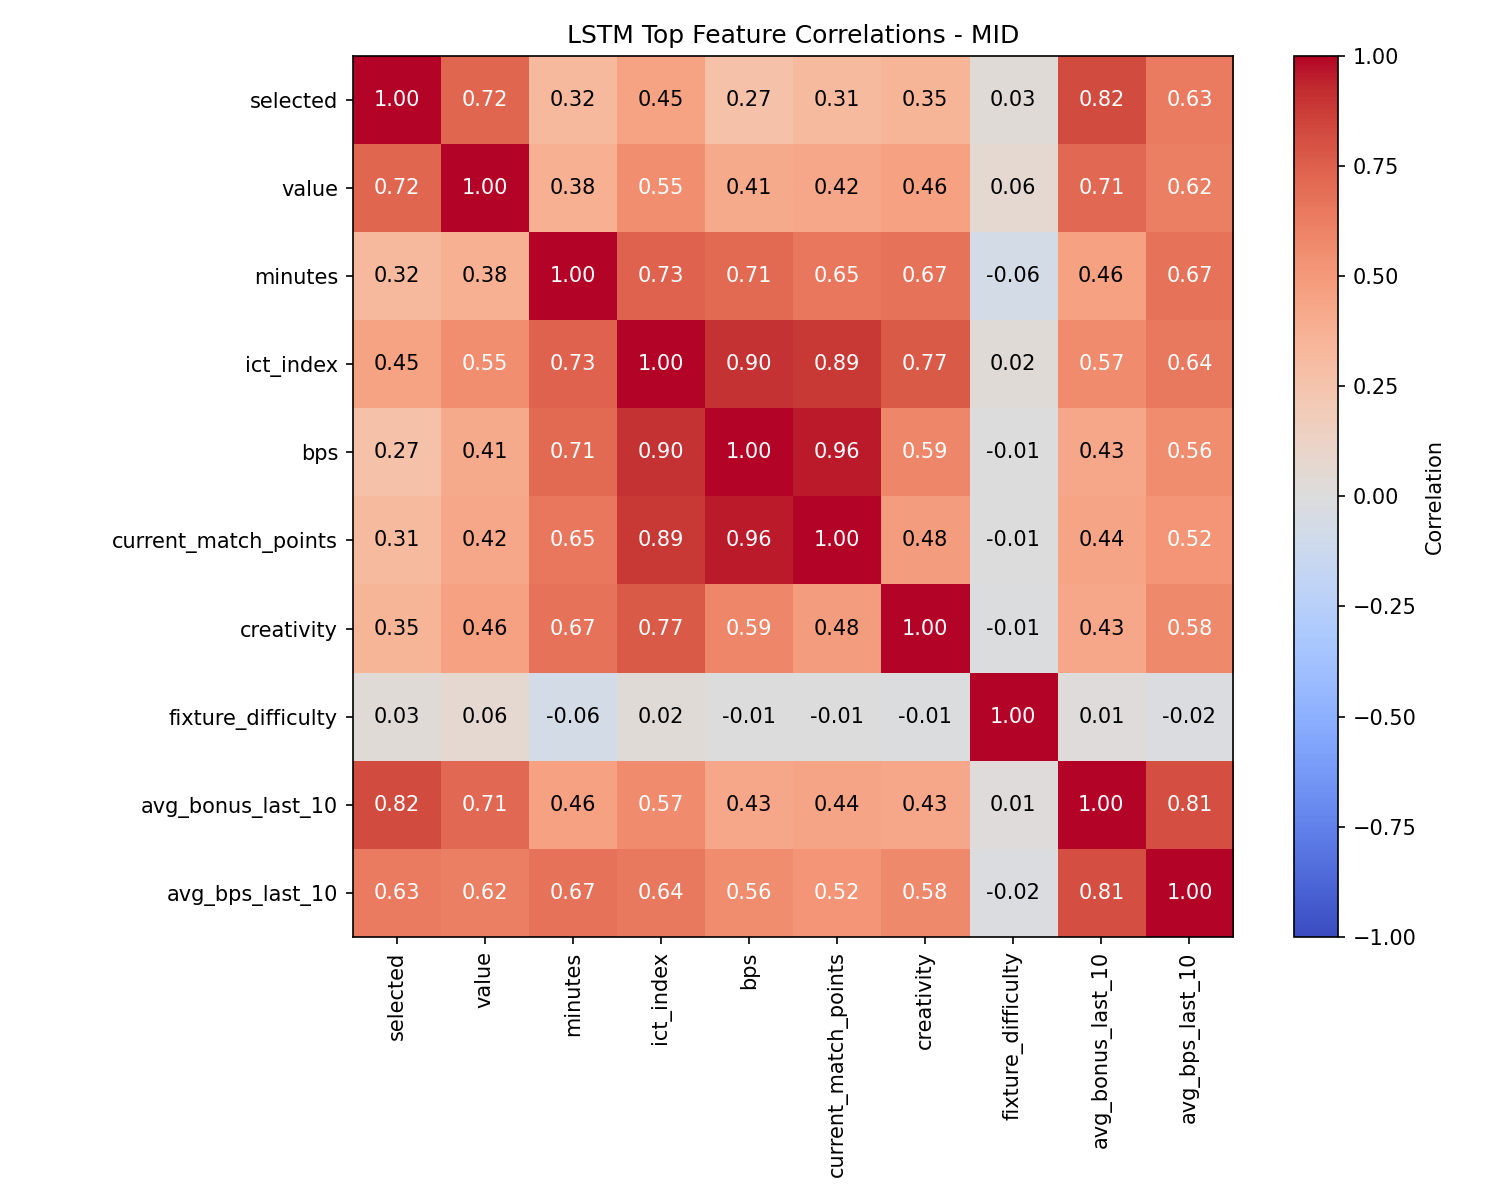 LSTM Top Feature Correlations - MID
selected 1.00 0.72 0.32 0.45 0.27 0.31 0.35 0.03 0.82 0.63
value 0.72 1.00 0.38 0.55 0.41 0.42 0.46 0.06 0.71 0.62
minutes 0.32 0.38 1.00 0.73 0.71 0.65 0.67 -0.06 0.46 0.67
ict_index 0.45 0.55 0.73 1.00 0.90 0.89 0.77 0.02 0.57 0.64
bps 0.27 0.41 0.71 0.90 1.00 0.96 0.59 -0.01 0.43 0.56
current_match_points 0.31 0.42 0.65 0.89 0.96 1.00 0.48 -0.01 0.44 0.52
creativity 0.35 0.46 0.67 0.77 0.59 0.48 1.00 -0.01 0.43 0.58
fixture_difficulty 0.03 0.06 -0.06 0.02 -0.01 -0.01 -0.01 1.00 0.01 -0.02
avg_bonus_last_10 0.82 0.71 0.46 0.57 0.43 0.44 0.43 0.01 1.00 0.81
avg_bps_last_10 0.63 0.62 0.67 0.64 0.56 0.52 0.58 -0.02 0.81 1.00
selected
value
minutes
ict_index
bps
current_match_points
creativity
fixture_difficulty
avg_bonus_last_10
avg_bps_last_10
1.00
0.75
0.50
0.25
0.00
−0.25
−0.50
−0.75
−1.00
Correlation